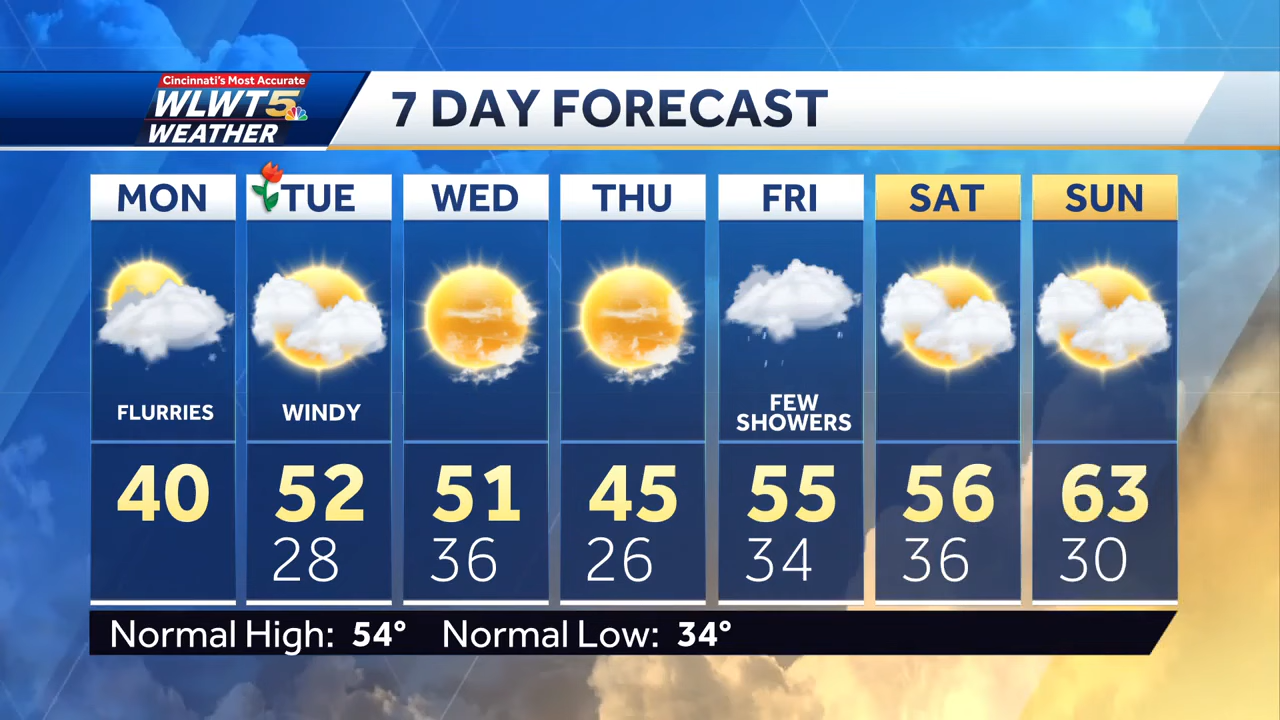 Cincinnati's Most Accurate
WLWT5
WEATHER
7 DAY FORECAST
MON TUE WED THU FRI SAT SUN
FLURRIES WINDY FEW SHOWERS
40 52 51 45 55 56 63
28 36 26 34 36 30
Normal High: 54° Normal Low: 34°